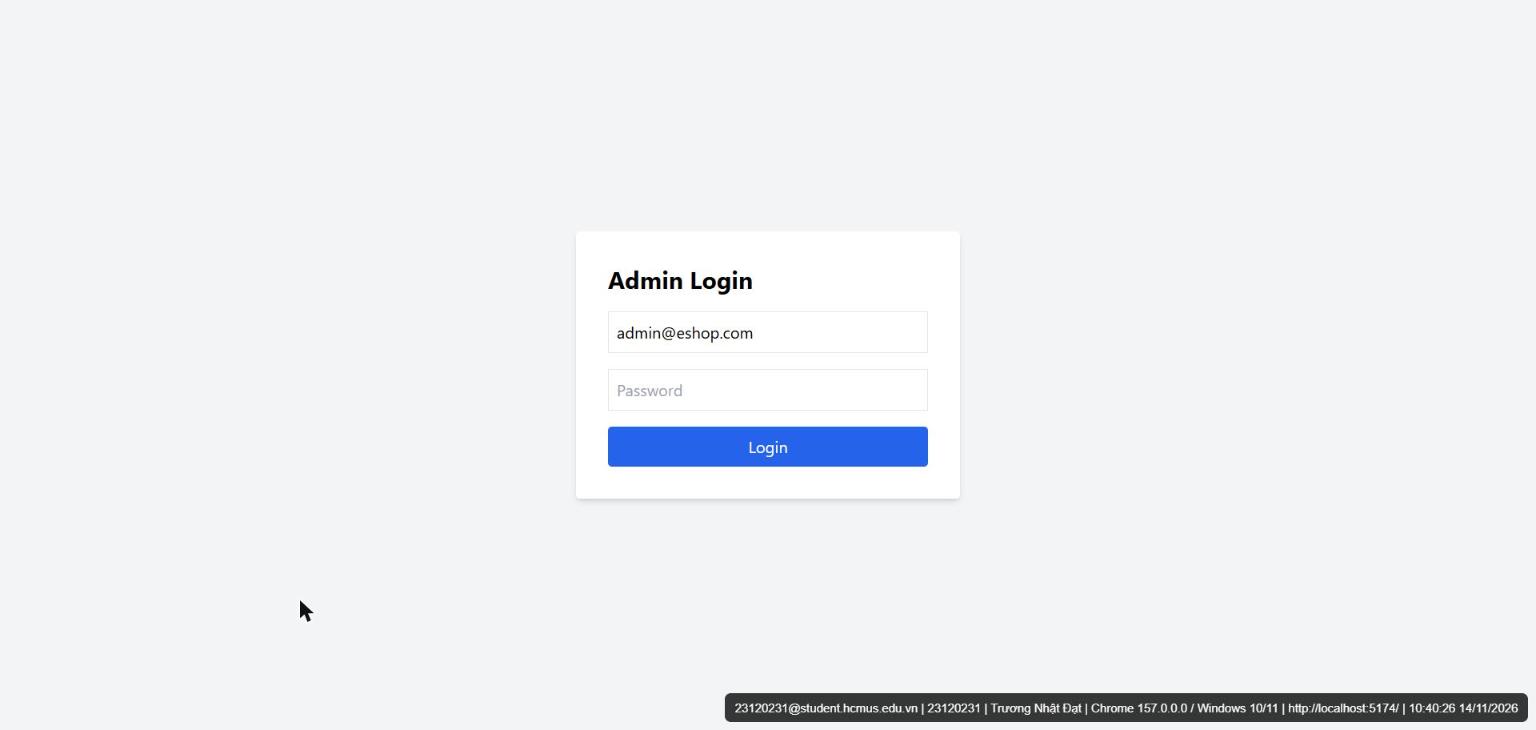 Admin Login
admin@eshop.com
Password
Login
23120231@student.hcmus.edu.vn | 23120231 | Trương Nhật Đạt | Chrome 157.0.0.0 / Windows 10/11 | http://localhost:5174/ | 10:40:26 14/11/2026